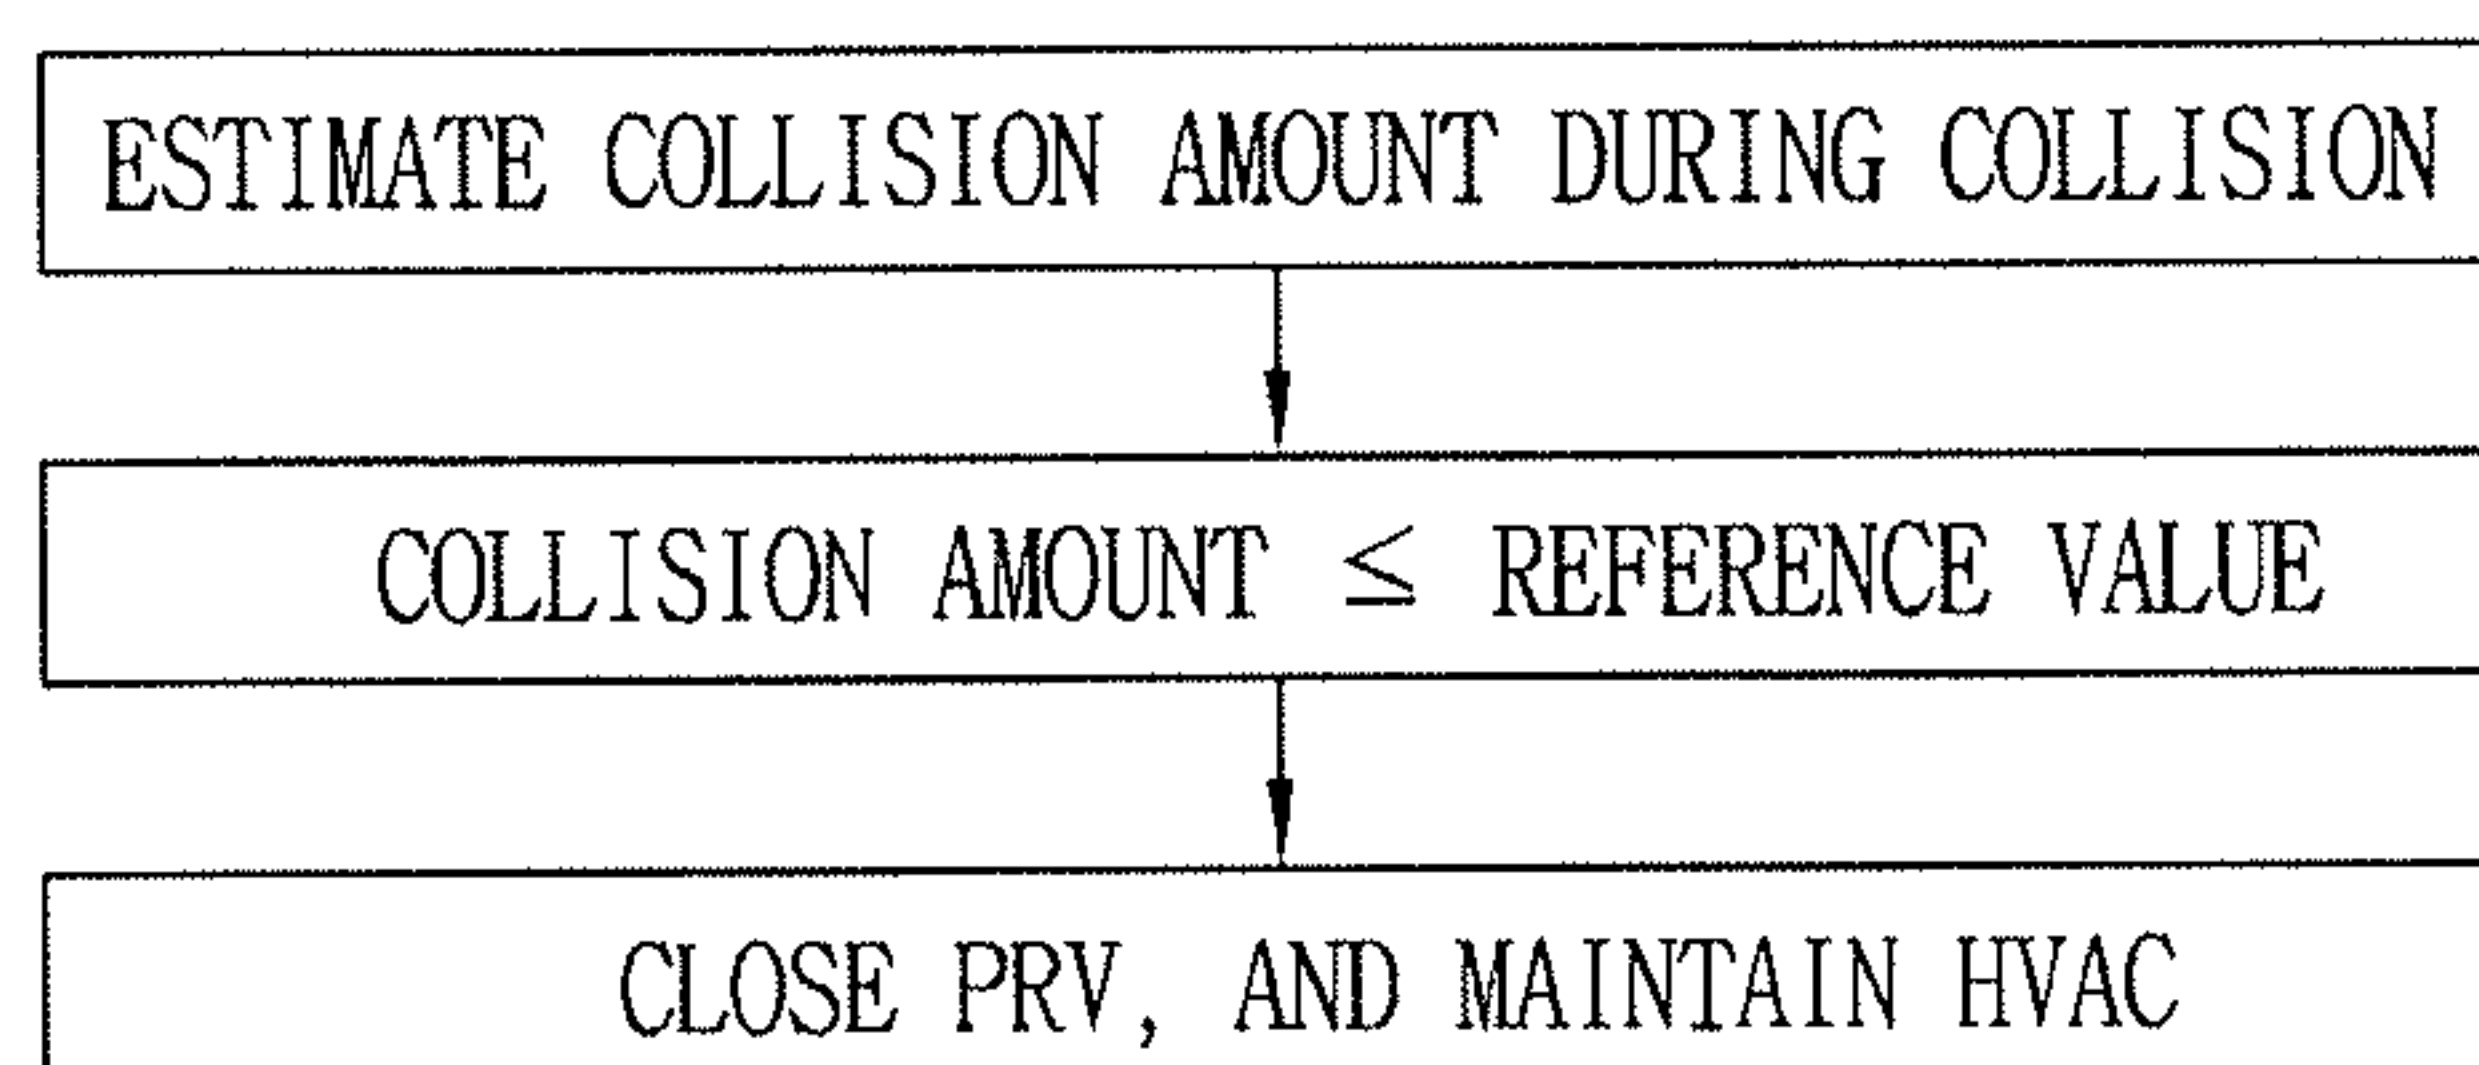 ESTIMATE COLLISION AMOUNT DURING COLLISION
COLLISION AMOUNT ≤ REFERENCE VALUE
CLOSE PRV, AND MAINTAIN HVAC